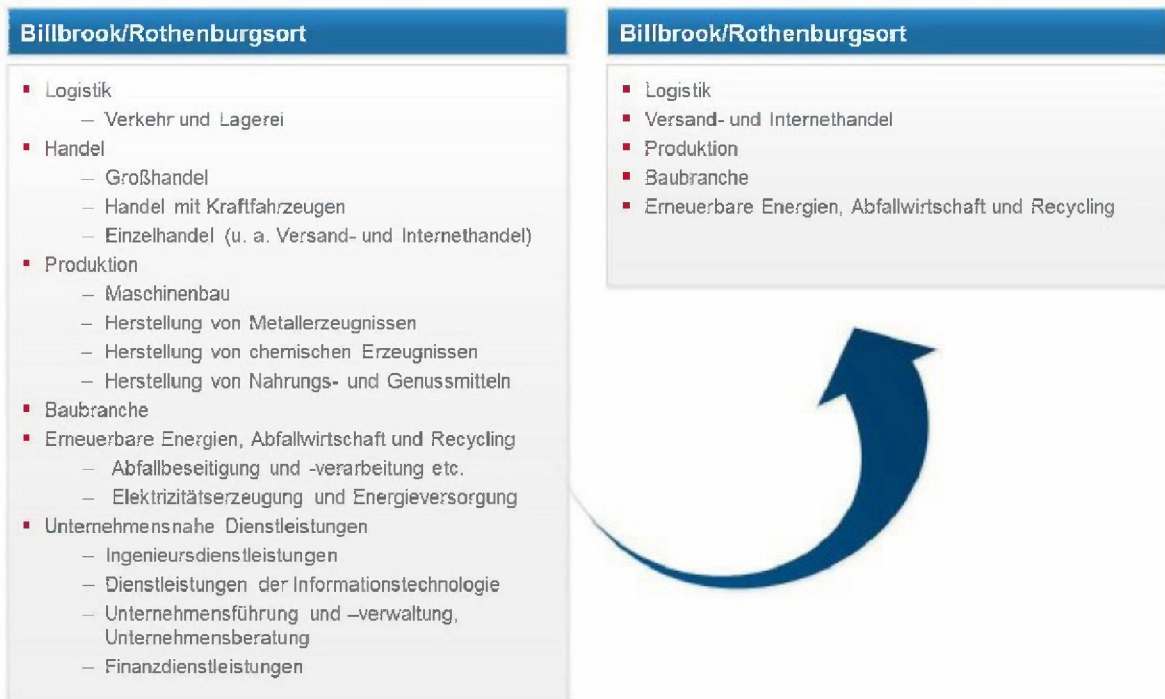 Billbrook/Rothenburgsort
▪ Logistik
– Verkehr und Lagerei
▪ Handel
– Großhandel
– Handel mit Kraftfahrzeugen
– Einzelhandel (u. a. Versand- und Internethandel)
▪ Produktion
– Maschinenbau
– Herstellung von Metallerzeugnissen
– Herstellung von chemischen Erzeugnissen
– Herstellung von Nahrungs- und Genussmitteln
▪ Baubranche
▪ Erneuerbare Energien, Abfallwirtschaft und Recycling
– Abfallbeseitigung und -verarbeitung etc.
– Elektrizitätserzeugung und Energieversorgung
▪ Unternehmensnahe Dienstleistungen
– Ingenieursdienstleistungen
– Dienstleistungen der Informationstechnologie
– Unternehmensführung und –verwaltung,
Unternehmensberatung
– Finanzdienstleistungen
Billbrook/Rothenburgsort
▪ Logistik
▪ Versand- und Internethandel
▪ Produktion
▪ Baubranche
▪ Erneuerbare Energien, Abfallwirtschaft und Recycling